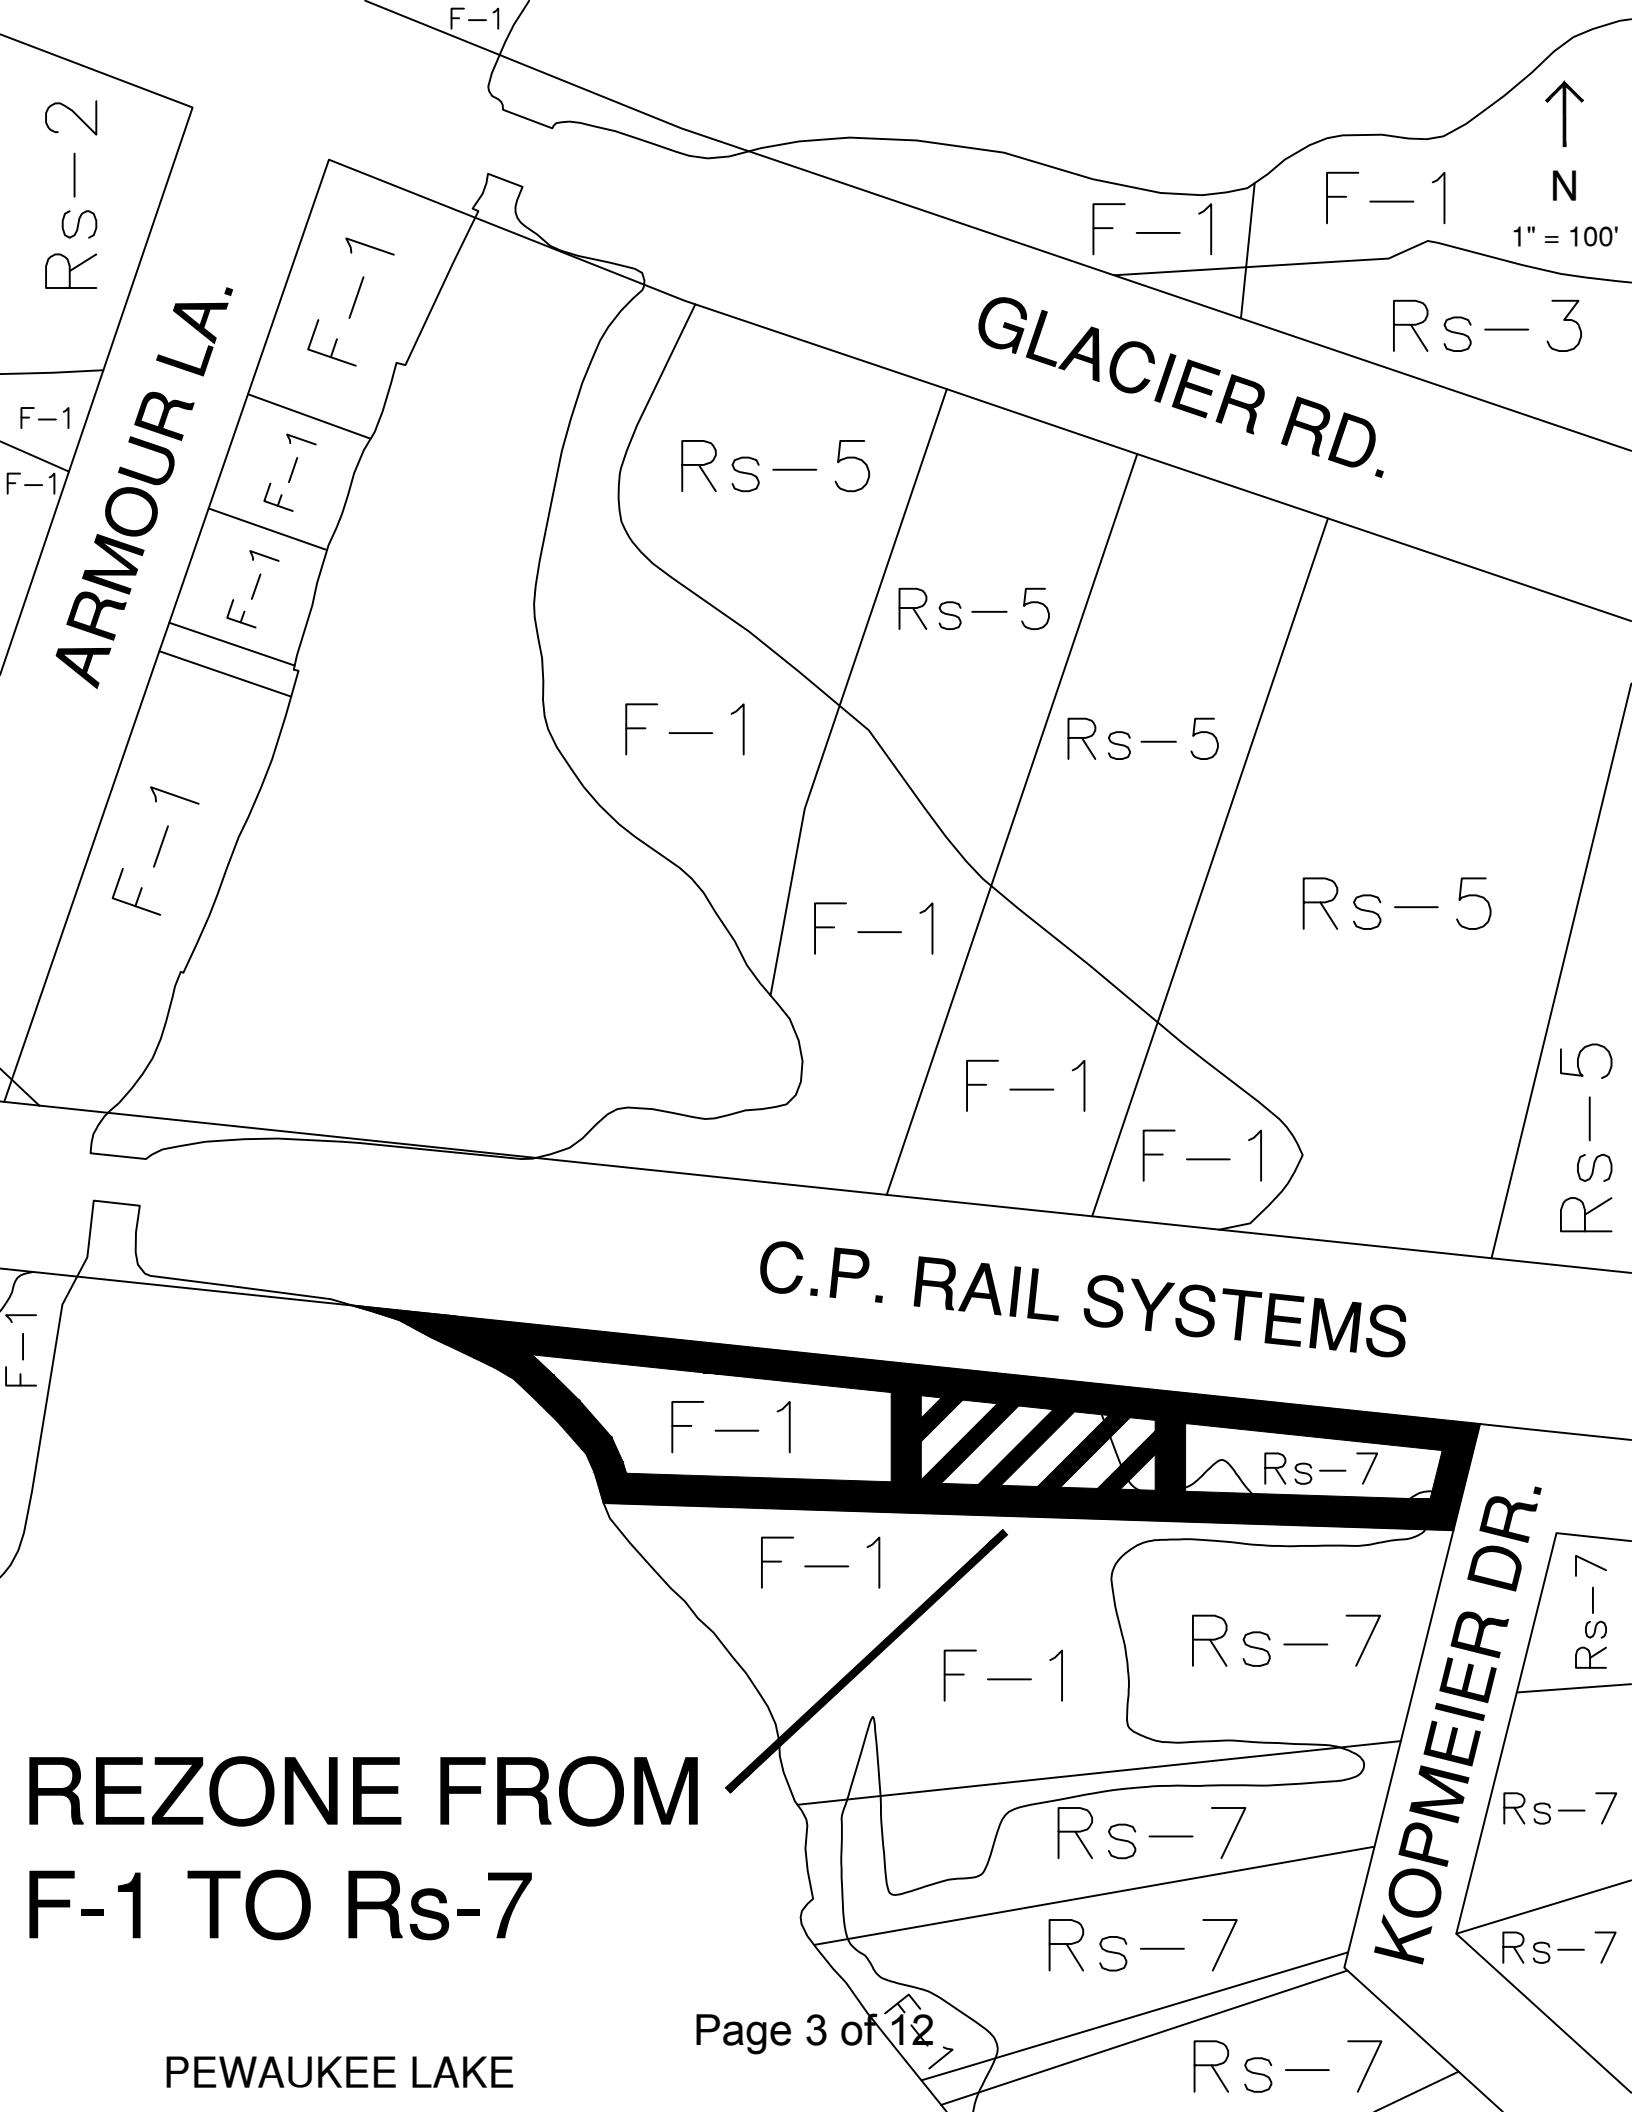 F-1
Rs-2
N
1" = 100'
F-1
F-1
Rs-3
GLACIER RD.
ARMOUR LA.
F-1
F-1
F-1
F-1
F-1
F-1
Rs-5
Rs-5
Rs-5
Rs-5
Rs-5
F-1
F-1
F-1
F-1
C.P. RAIL SYSTEMS
F-1
F-1
Rs-7
F-1
F-1
Rs-7
Rs-7
KOPMEIER DR.
REZONE FROM
F-1 TO Rs-7
Rs-7
Rs-7
Rs-7
Rs-7
F-1
Page 3 of 12
Rs-7
PEWAUKEE LAKE